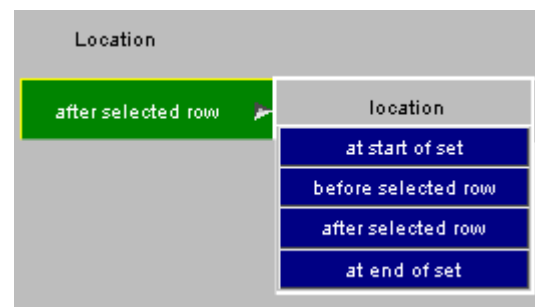 Location
after selected row
location
at start of set
before selected row
after selected row
at end of set